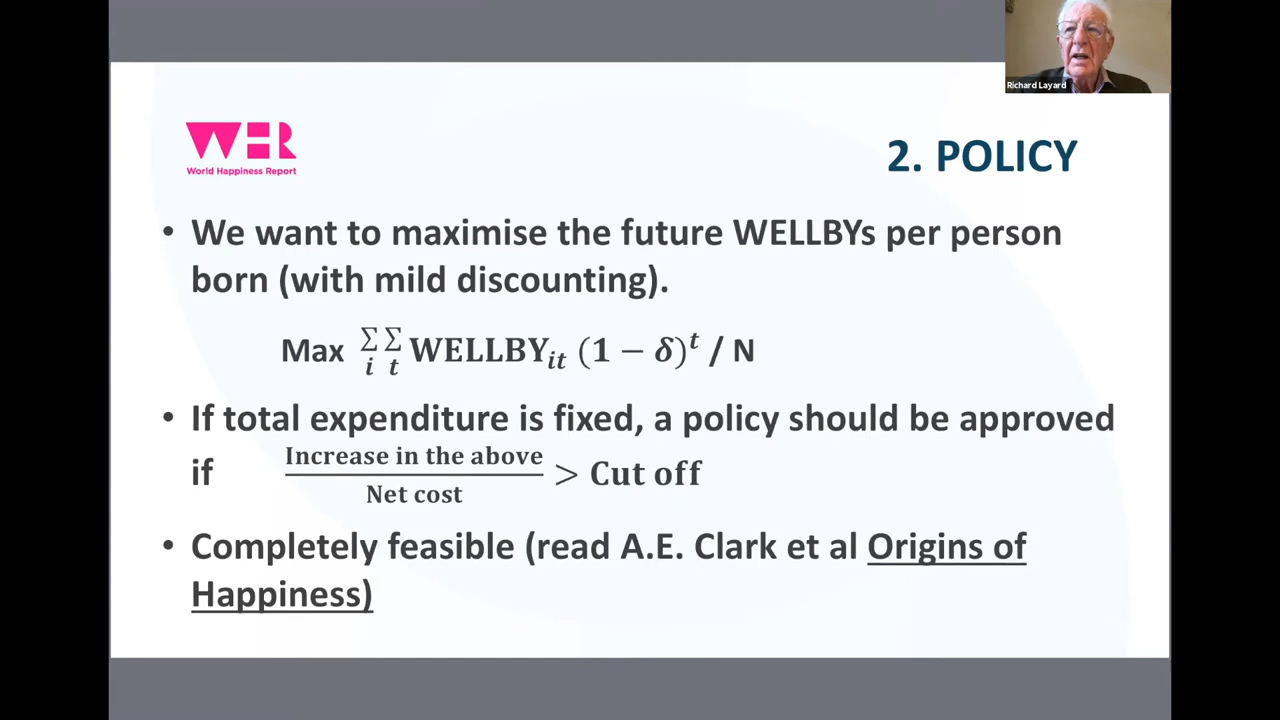 Richard Layard
WHR
World Happiness Report
2. POLICY
• We want to maximise the future WELLBYs per person
born (with mild discounting).
Max ∑ᵢ ∑ₜ WELLBYᵢₜ (1 − δ)ᵗ / N
• If total expenditure is fixed, a policy should be approved
if Increase in the above / Net cost > Cut off
• Completely feasible (read A.E. Clark et al Origins of
Happiness)